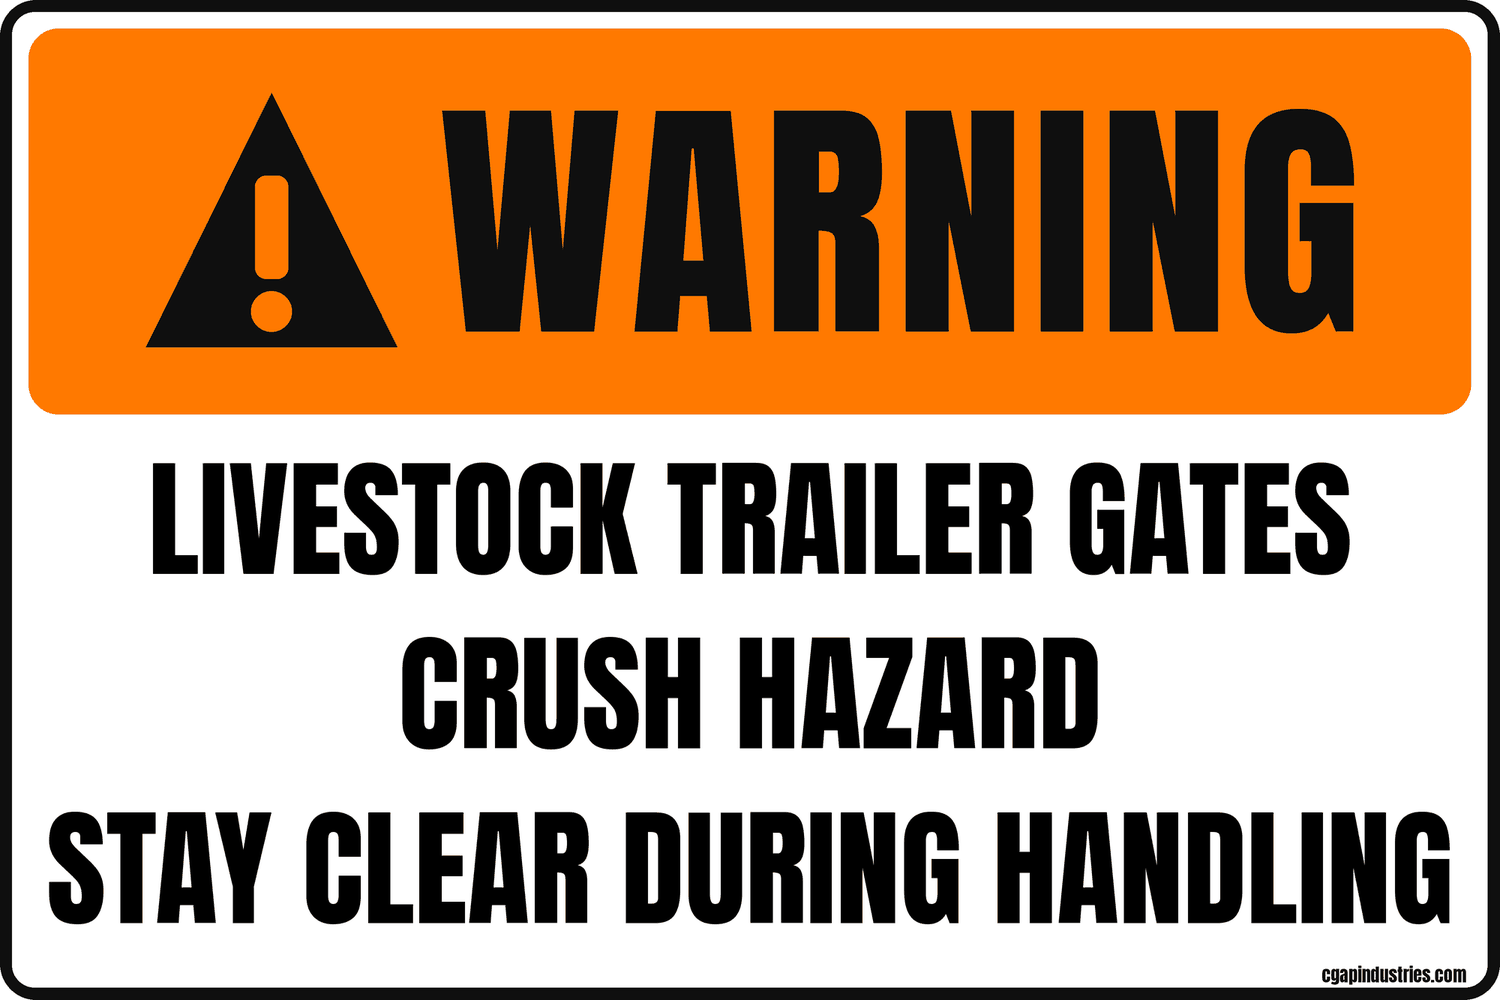 WARNING
LIVESTOCK TRAILER GATES
CRUSH HAZARD
STAY CLEAR DURING HANDLING
cgapindustries.com